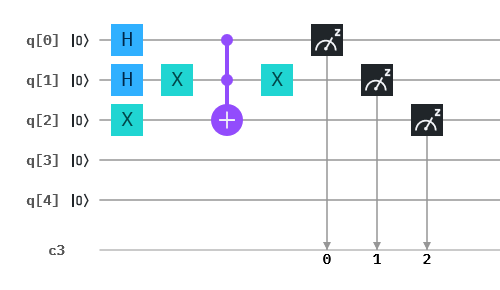 q[0] |0⟩ H z
q[1] |0⟩ H X X z
q[2] |0⟩ X + z
q[3] |0⟩
q[4] |0⟩
c3
0 1 2